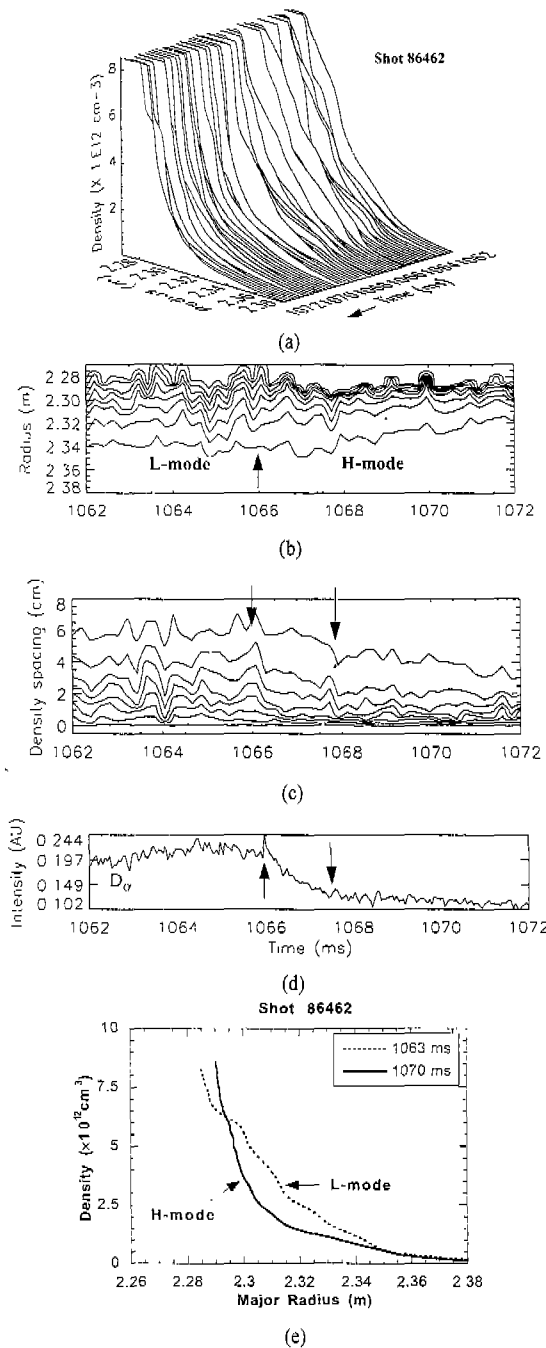 Shot 86462
Density (X 1E12 cm-3)
8
6
4
2
Time (ms)
(a)
Radius (m)
2 28
2.30
2.32
2 34
2 36
2 38
L-mode
H-mode
1062 1064 1066 1068 1070 1072
(b)
Density spacing (cm)
8
6
4
2
0
1062 1064 1066 1068 1070 1072
(c)
Intensity (AU)
0 244
0 197
0 149
0 102
Dα
1062 1064 1066 1068 1070 1072
Time (ms)
(d)
Shot 86462
Density (x10¹²cm³)
10
7.5
5
2.5
0
1063 ms
1070 ms
L-mode
H-mode
2.26 2.28 2.3 2.32 2.34 2.36 2 38
Major Radius (m)
(e)